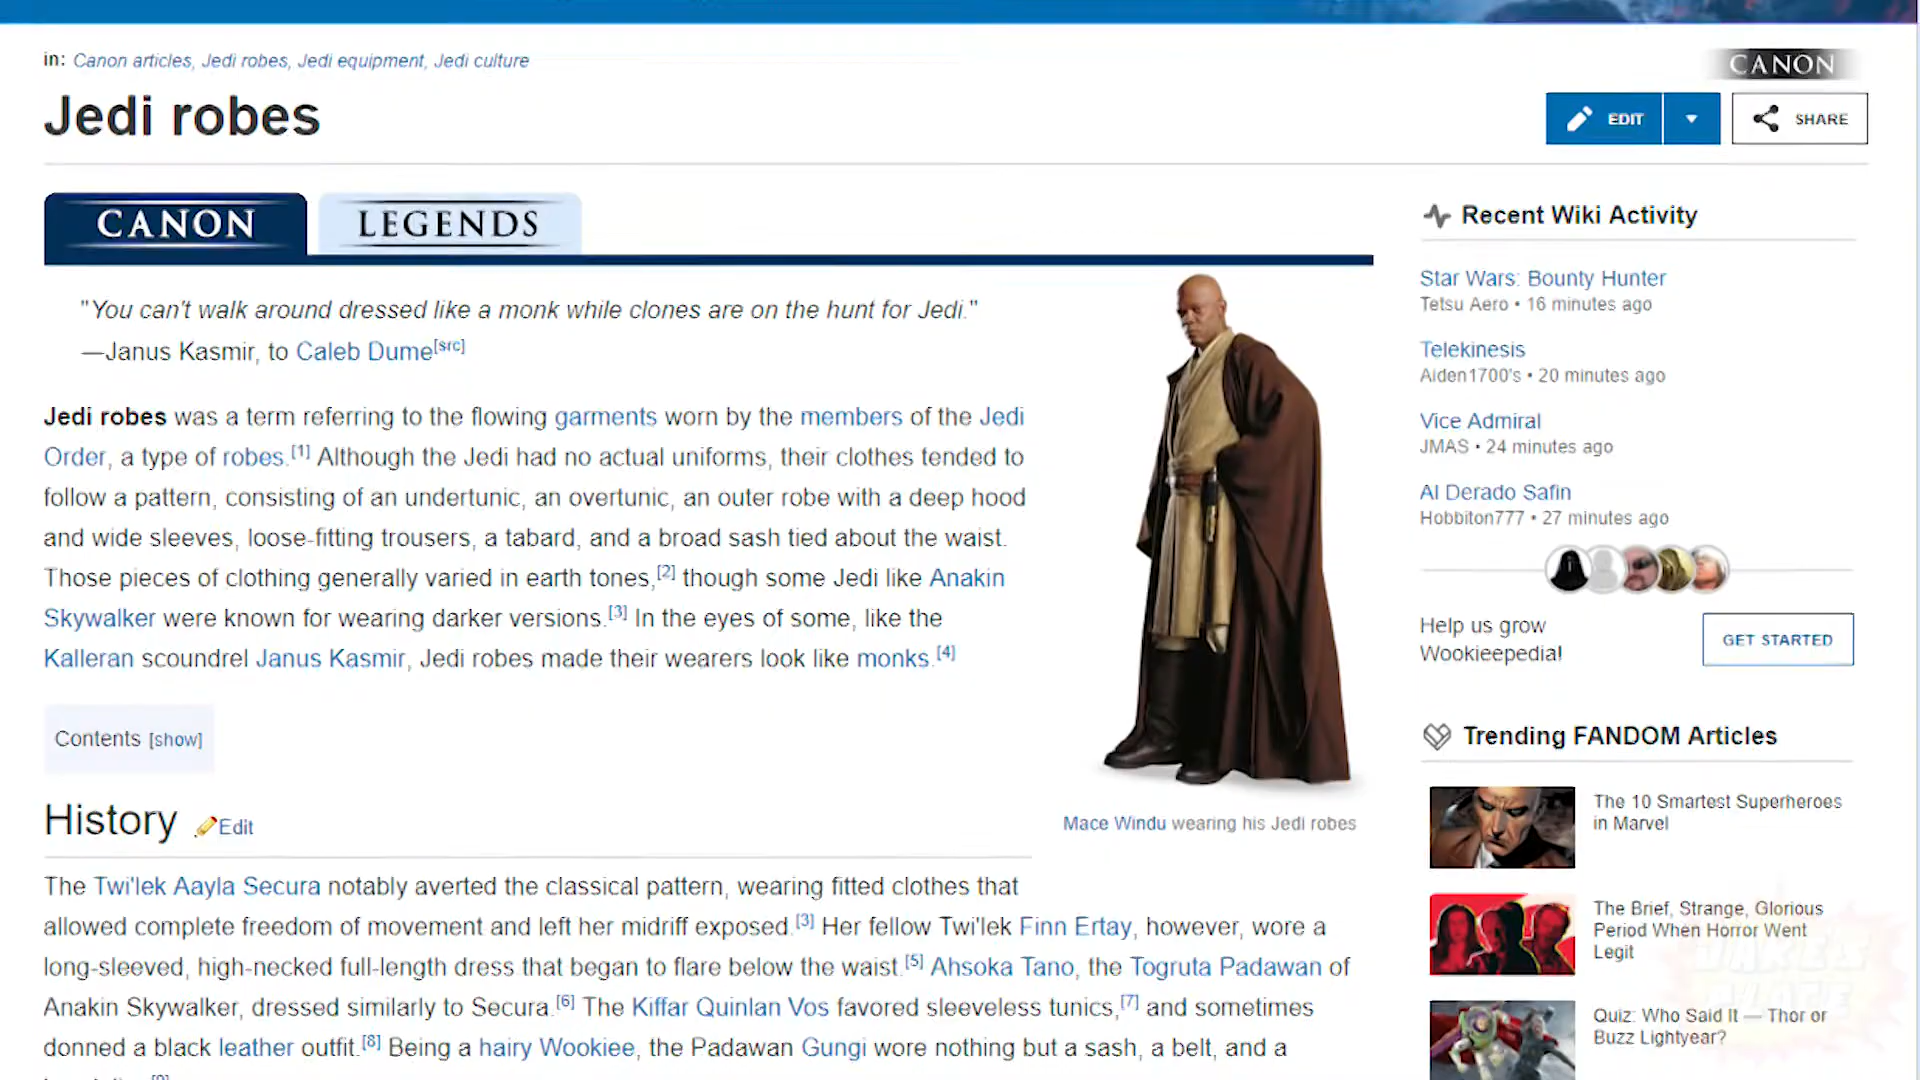 in: Canon articles, Jedi robes, Jedi equipment, Jedi culture
CANON
Jedi robes
EDIT
SHARE
CANON
LEGENDS
"You can't walk around dressed like a monk while clones are on the hunt for Jedi."
—Janus Kasmir, to Caleb Dume[src]
Jedi robes was a term referring to the flowing garments worn by the members of the Jedi
Order, a type of robes.[1] Although the Jedi had no actual uniforms, their clothes tended to
follow a pattern, consisting of an undertunic, an overtunic, an outer robe with a deep hood
and wide sleeves, loose-fitting trousers, a tabard, and a broad sash tied about the waist.
Those pieces of clothing generally varied in earth tones,[2] though some Jedi like Anakin
Skywalker were known for wearing darker versions.[3] In the eyes of some, like the
Kalleran scoundrel Janus Kasmir, Jedi robes made their wearers look like monks.[4]
Contents [show]
Mace Windu wearing his Jedi robes
History Edit
The Twi'lek Aayla Secura notably averted the classical pattern, wearing fitted clothes that
allowed complete freedom of movement and left her midriff exposed.[3] Her fellow Twi'lek Finn Ertay, however, wore a
long-sleeved, high-necked full-length dress that began to flare below the waist.[5] Ahsoka Tano, the Togruta Padawan of
Anakin Skywalker, dressed similarly to Secura.[6] The Kiffar Quinlan Vos favored sleeveless tunics,[7] and sometimes
donned a black leather outfit.[8] Being a hairy Wookiee, the Padawan Gungi wore nothing but a sash, a belt, and a
Recent Wiki Activity
Star Wars: Bounty Hunter
Tetsu Aero • 16 minutes ago
Telekinesis
Aiden1700's • 20 minutes ago
Vice Admiral
JMAS • 24 minutes ago
Al Derado Safin
Hobbiton777 • 27 minutes ago
Help us grow
Wookieepedia!
GET STARTED
Trending FANDOM Articles
The 10 Smartest Superheroes
in Marvel
The Brief, Strange, Glorious
Period When Horror Went
Legit
Quiz: Who Said It — Thor or
Buzz Lightyear?